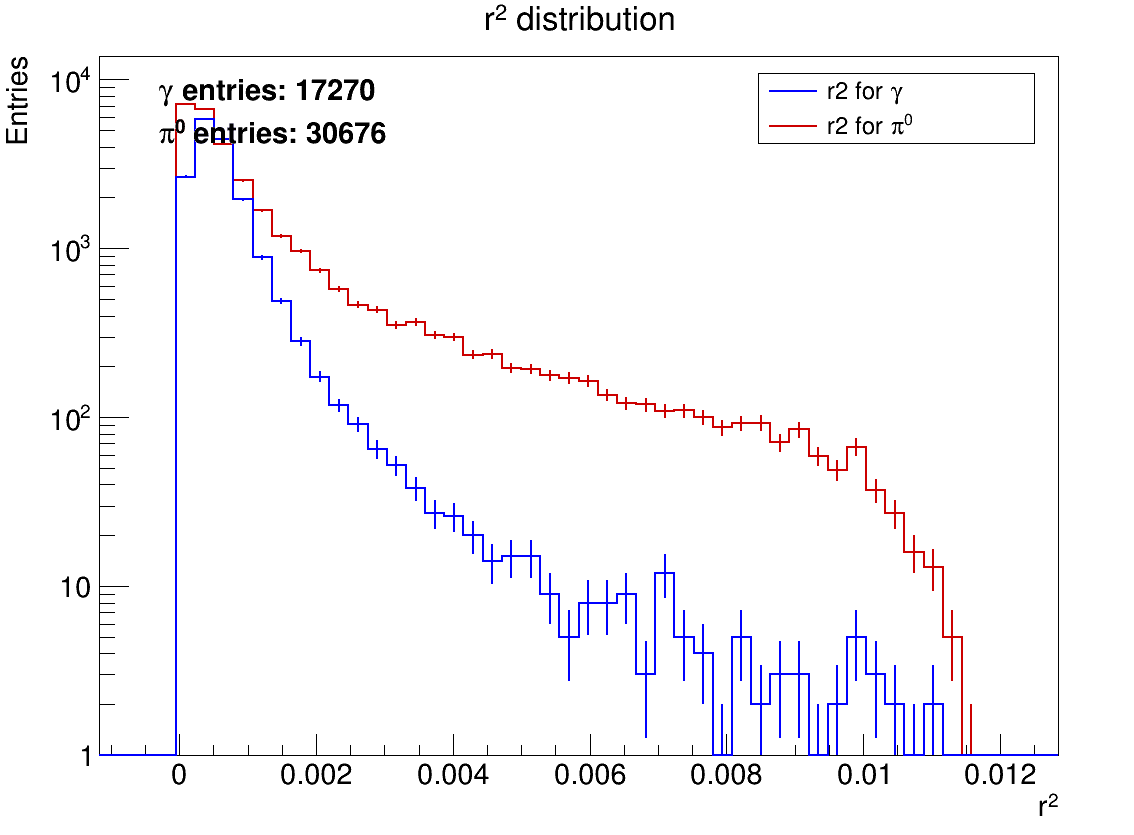 r² distribution
Entries
γ entries: 17270
π⁰ entries: 30676
r2 for γ
r2 for π⁰
10⁴
10³
10²
10
1
0 0.002 0.004 0.006 0.008 0.01 0.012
r²